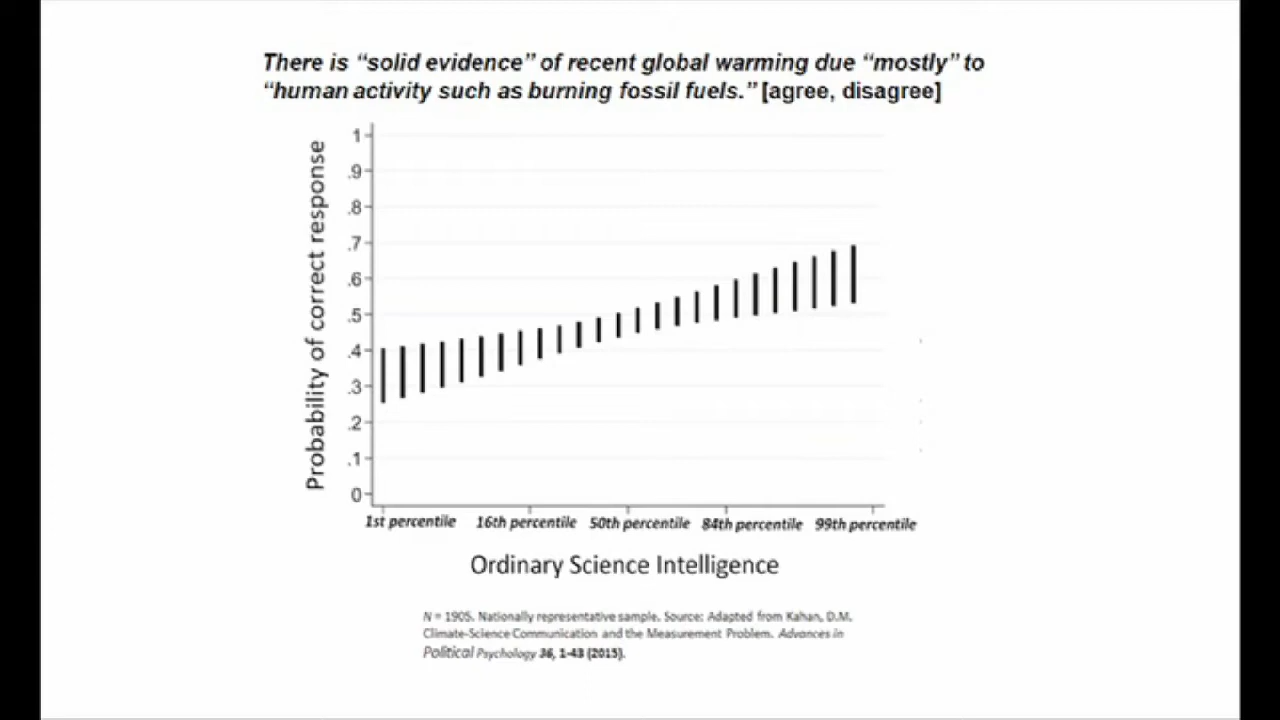 There is “solid evidence” of recent global warming due “mostly” to
“human activity such as burning fossil fuels.” [agree, disagree]
Probability of correct response
1
.9
.8
.7
.6
.5
.4
.3
.2
.1
0
1st percentile 16th percentile 50th percentile 84th percentile 99th percentile
Ordinary Science Intelligence
N = 1905. Nationally representative sample. Source: Adapted from Kahan, D.M.
Climate-Science Communication and the Measurement Problem. Advances in
Political Psychology 36, 1-43 (2015).